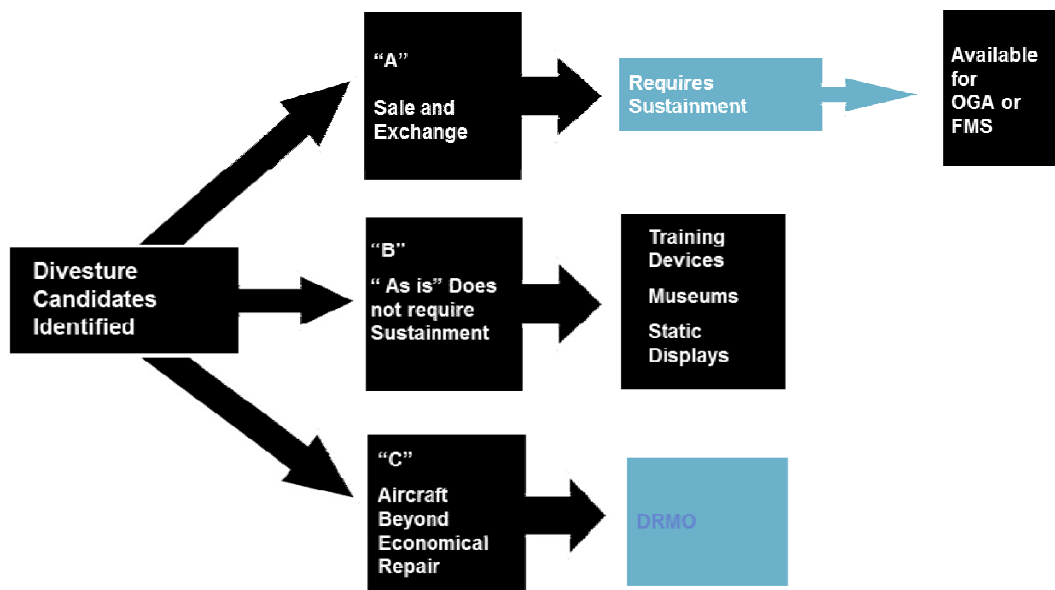 Divesture
Candidates
Identified
“A”
Sale and
Exchange
Requires
Sustainment
Available
for
OGA or
FMS
“B”
“ As is” Does
not require
Sustainment
Training
Devices
Museums
Static
Displays
“C”
Aircraft
Beyond
Economical
Repair
DRMO